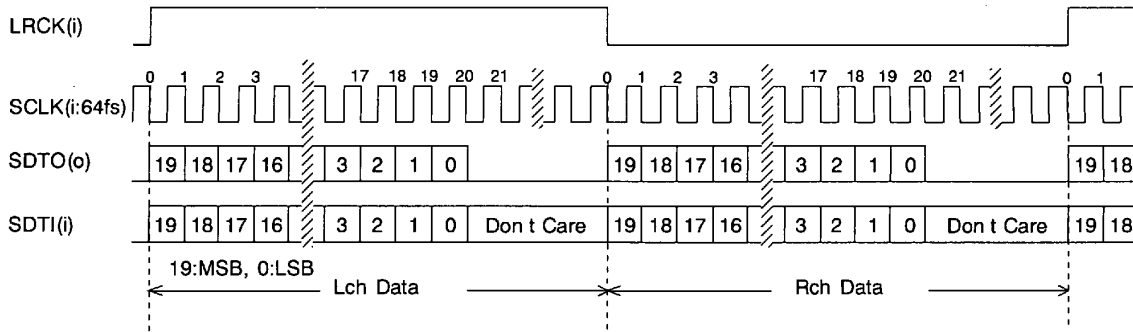 LRCK(i)
0 1 2 3 17 18 19 20 21 0 1 2 3 17 18 19 20 21 0 1
SCLK(i:64fs)
SDTO(o) 19 18 17 16 3 2 1 0 19 18 17 16 3 2 1 0 19 18
SDTI(i) 19 18 17 16 3 2 1 0 Don t Care 19 18 17 16 3 2 1 0 Don t Care 19 18
19:MSB, 0:LSB
Lch Data Rch Data